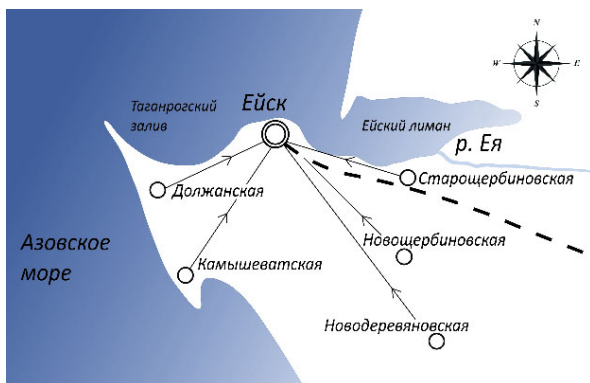 N
W E
S
Таганрогский
залив
Ейск
Ейский лиман
р. Ея
Должанская
Старощербиновская
Азовское
море
Камышеватская
Новощербиновская
Новодеревяновская